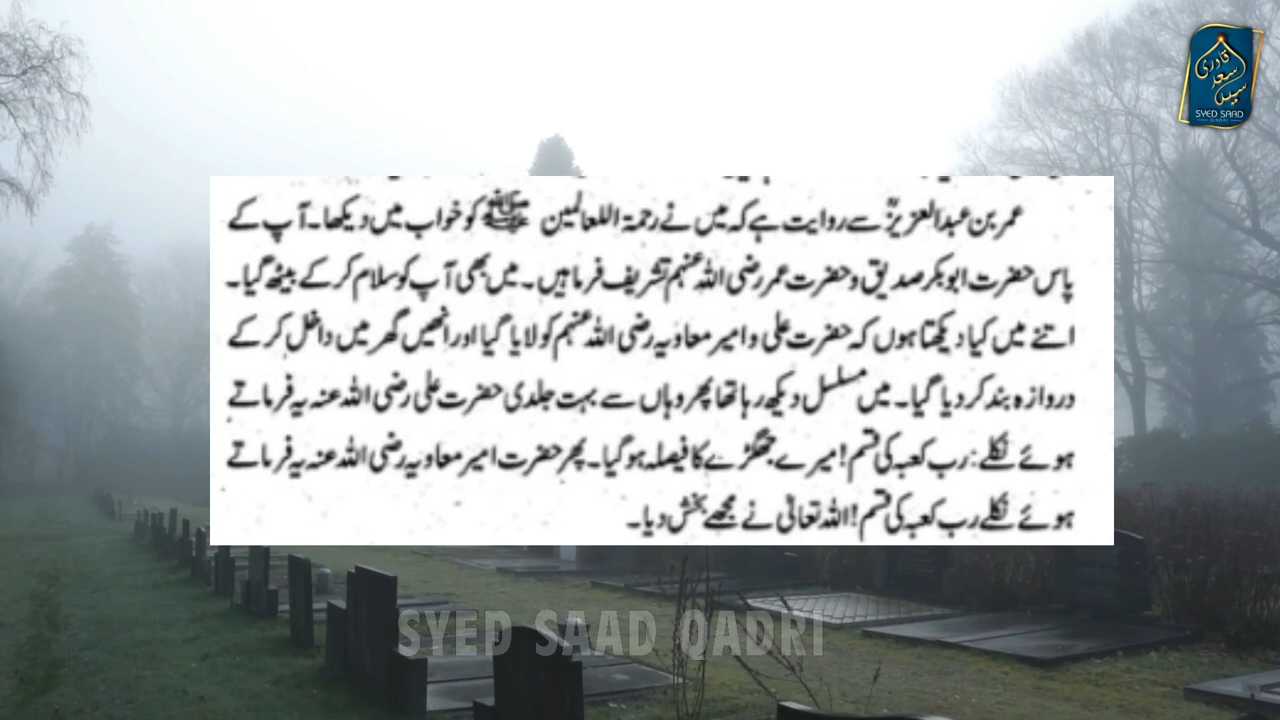 قادری
سعد
سید
SYED SAAD
QADRI
عمر بن عبدالعزیزؒ سے روایت ہے کہ میں نے رحمۃ اللعالمین ﷺ کو خواب میں دیکھا۔ آپ کے
پاس حضرت ابوبکر صدیق و حضرت عمر رضی اللہ عنہم تشریف فرما ہیں۔ میں بھی آپ کو سلام کر کے بیٹھ گیا۔
اتنے میں کیا دیکھتا ہوں کہ حضرت علی و امیر معاویہ رضی اللہ عنہم کو لایا گیا اور انھیں گھر میں داخل کر کے
دروازہ بند کر دیا گیا۔ میں مسلسل دیکھ رہا تھا پھر وہاں سے بہت جلدی حضرت علی رضی اللہ عنہ یہ فرماتے
ہوئے نکلے: رب کعبہ کی قسم! میرے جھگڑے کا فیصلہ ہو گیا۔ پھر حضرت امیر معاویہ رضی اللہ عنہ یہ فرماتے
ہوئے نکلے رب کعبہ کی قسم! اللہ تعالیٰ نے مجھے بخش دیا۔
SYED SAAD QADRI